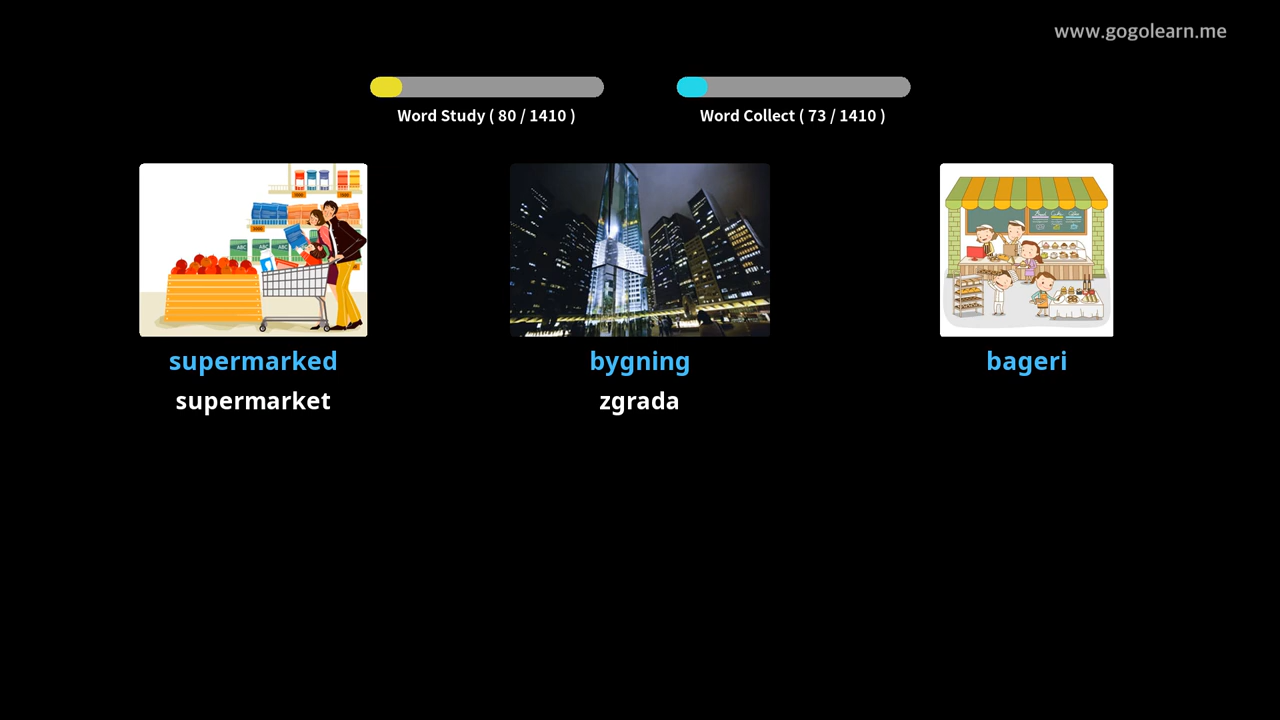 www.gogolearn.me
Word Study ( 80 / 1410 )
Word Collect ( 73 / 1410 )
supermarked
bygning
bageri
supermarket
zgrada